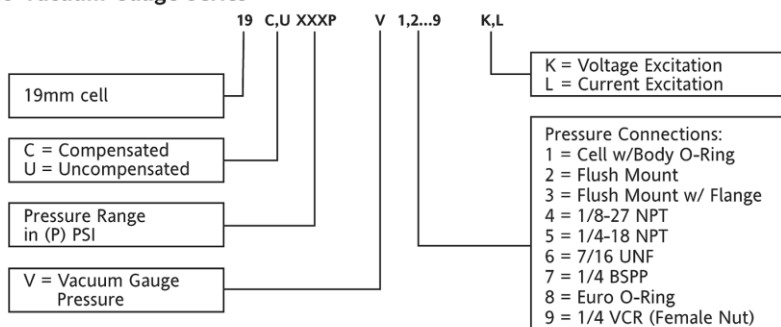 19 C,U XXXP V 1,2...9 K,L
19mm cell
C = Compensated
U = Uncompensated
Pressure Range
in (P) PSI
V = Vacuum Gauge
Pressure
K = Voltage Excitation
L = Current Excitation
Pressure Connections:
1 = Cell w/Body O-Ring
2 = Flush Mount
3 = Flush Mount w/ Flange
4 = 1/8-27 NPT
5 = 1/4-18 NPT
6 = 7/16 UNF
7 = 1/4 BSPP
8 = Euro O-Ring
9 = 1/4 VCR (Female Nut)